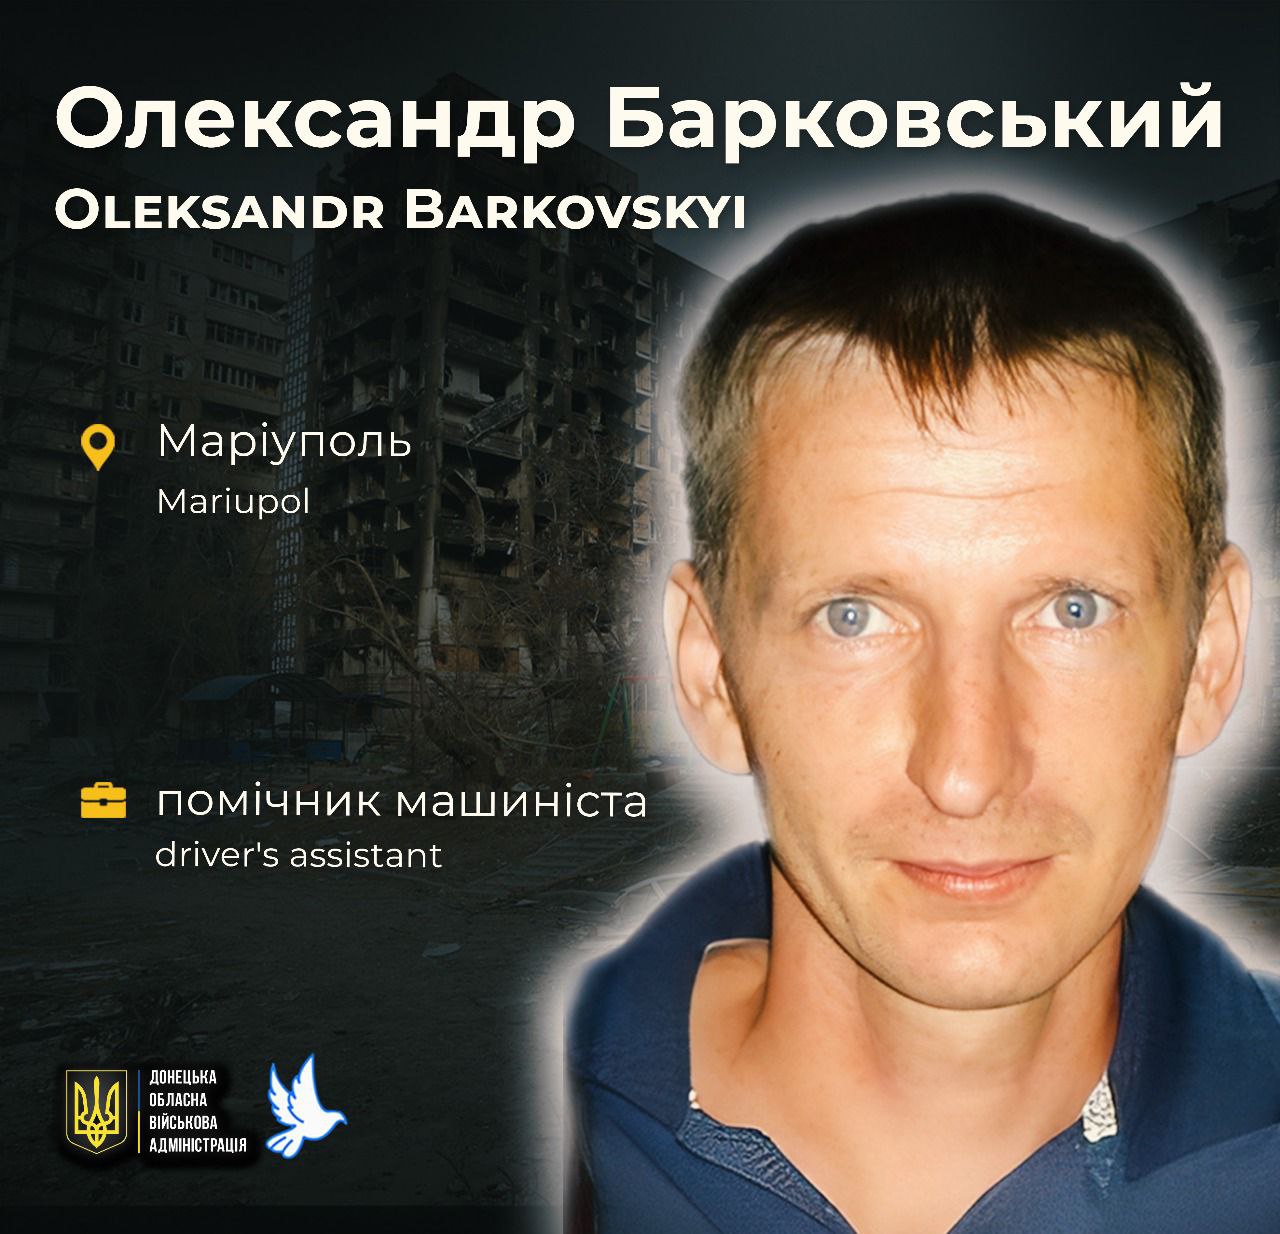 Олександр Барковський
Oleksandr Barkovskyi
Маріуполь
Mariupol
помічник машиніста
driver's assistant
ДОНЕЦЬКА
ОБЛАСНА
ВІЙСЬКОВА
АДМІНІСТРАЦІЯ